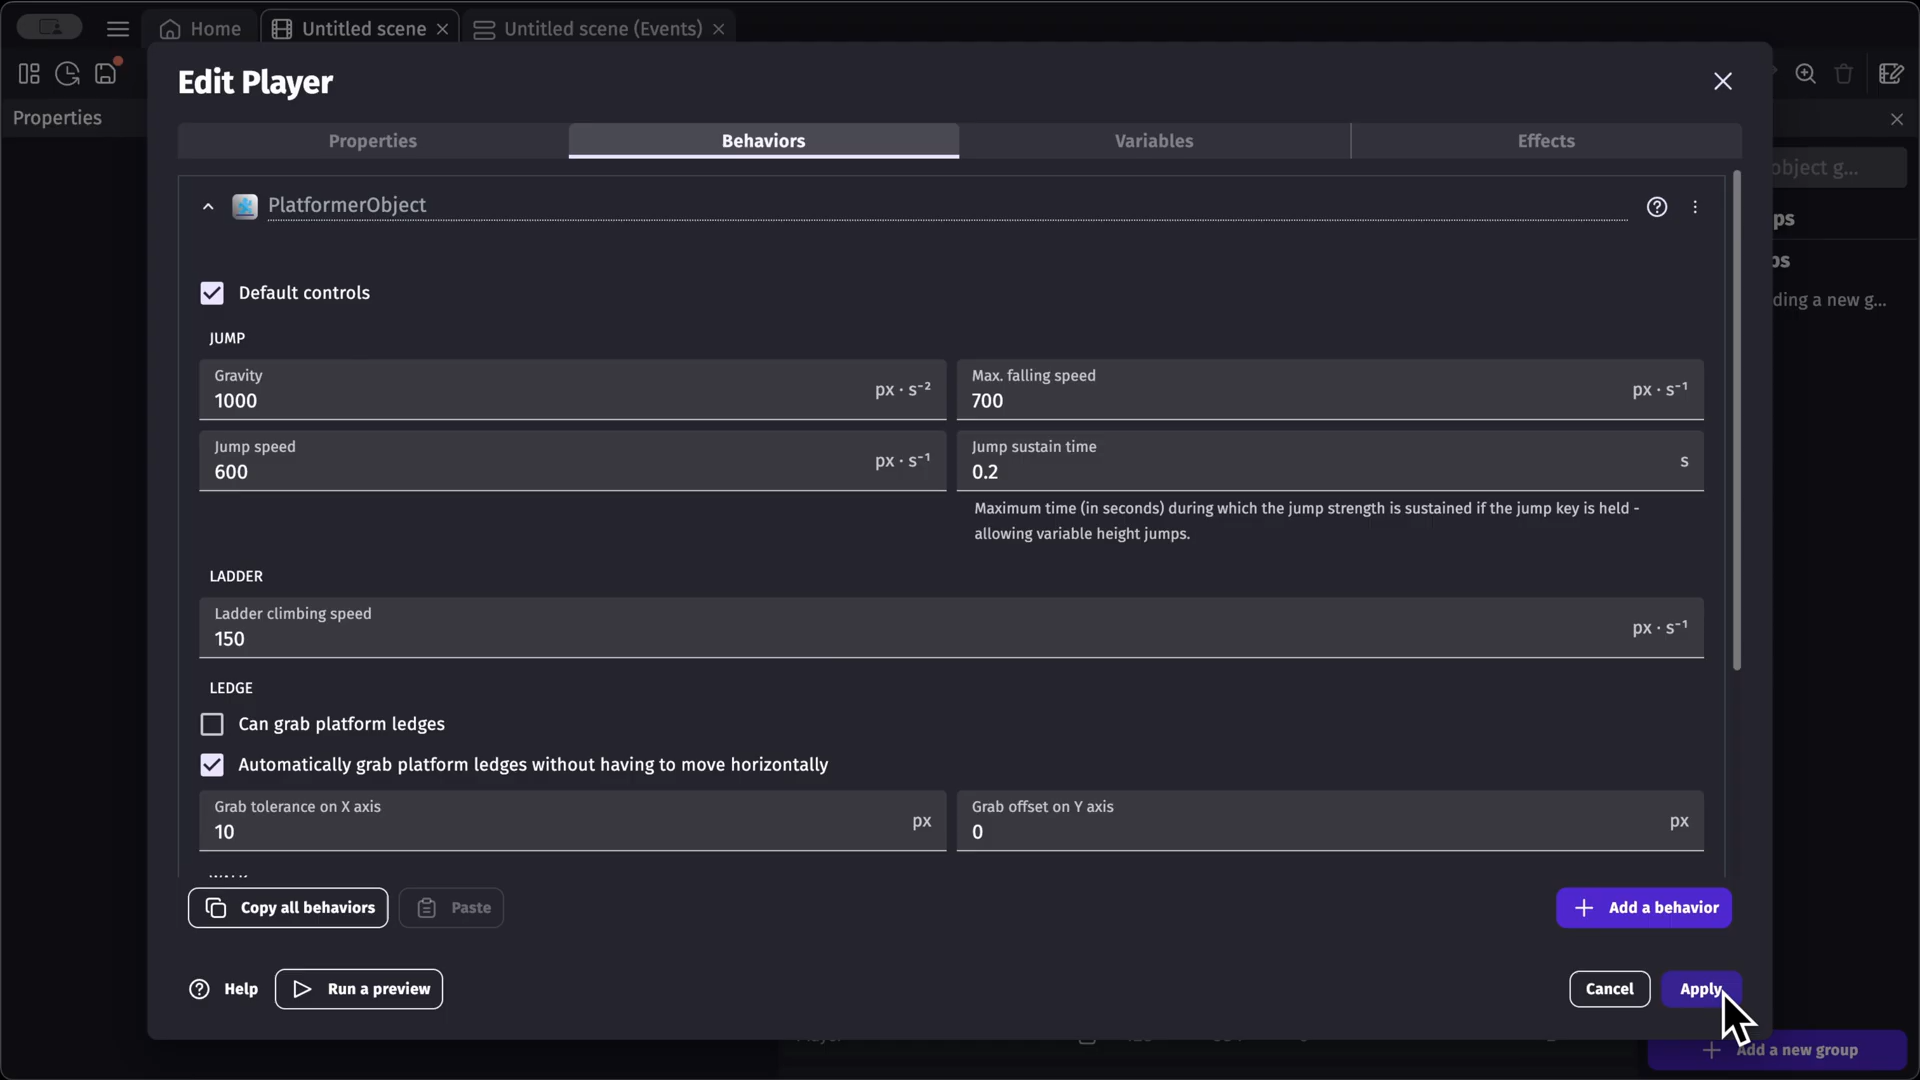 Home
Untitled scene
Untitled scene (Events)
Properties
Edit Player
Properties
Behaviors
Variables
Effects
object g...
PlatformerObject
ps
ps
ding a new g...
Default controls
JUMP
Gravity
1000
px · s⁻²
Max. falling speed
700
px · s⁻¹
Jump speed
600
px · s⁻¹
Jump sustain time
0.2
s
Maximum time (in seconds) during which the jump strength is sustained if the jump key is held -
allowing variable height jumps.
LADDER
Ladder climbing speed
150
px · s⁻¹
LEDGE
Can grab platform ledges
Automatically grab platform ledges without having to move horizontally
Grab tolerance on X axis
10
px
Grab offset on Y axis
0
px
Copy all behaviors
Paste
Add a behavior
Help
Run a preview
Cancel
Apply
Add a new group